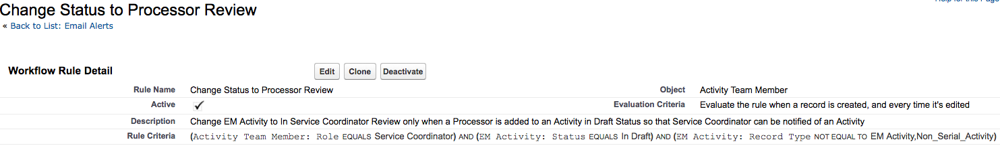 Help for this Page
Change Status to Processor Review
« Back to List: Email Alerts
Workflow Rule Detail Edit Clone Deactivate
Rule Name Change Status to Processor Review Object Activity Team Member
Active ✓ Evaluation Criteria Evaluate the rule when a record is created, and every time it's edited
Description Change EM Activity to In Service Coordinator Review only when a Processor is added to an Activity in Draft Status so that Service Coordinator can be notified of an Activity
Rule Criteria (Activity Team Member: Role EQUALS Service Coordinator) AND (EM Activity: Status EQUALS In Draft) AND (EM Activity: Record Type NOT EQUAL TO EM Activity,Non_Serial_Activity)